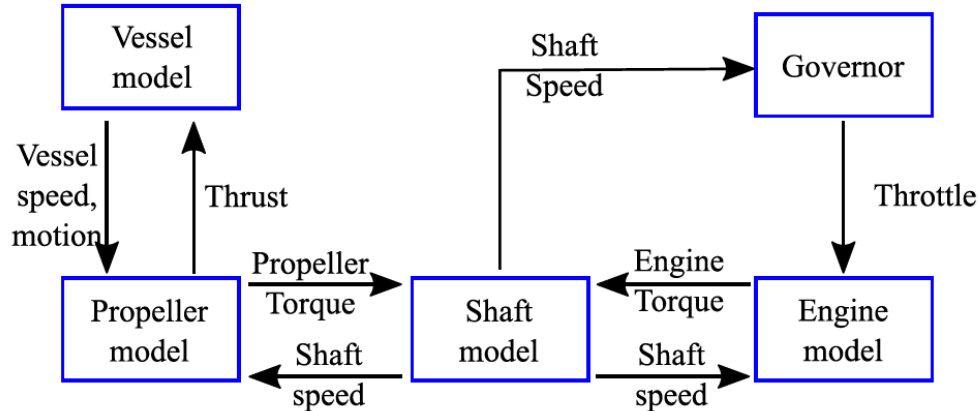 Vessel
model
Shaft
Speed
Governor
Vessel
speed,
motion
Thrust
Throttle
Propeller
Torque
Engine
Torque
Propeller
model
Shaft
model
Engine
model
Shaft
speed
Shaft
speed